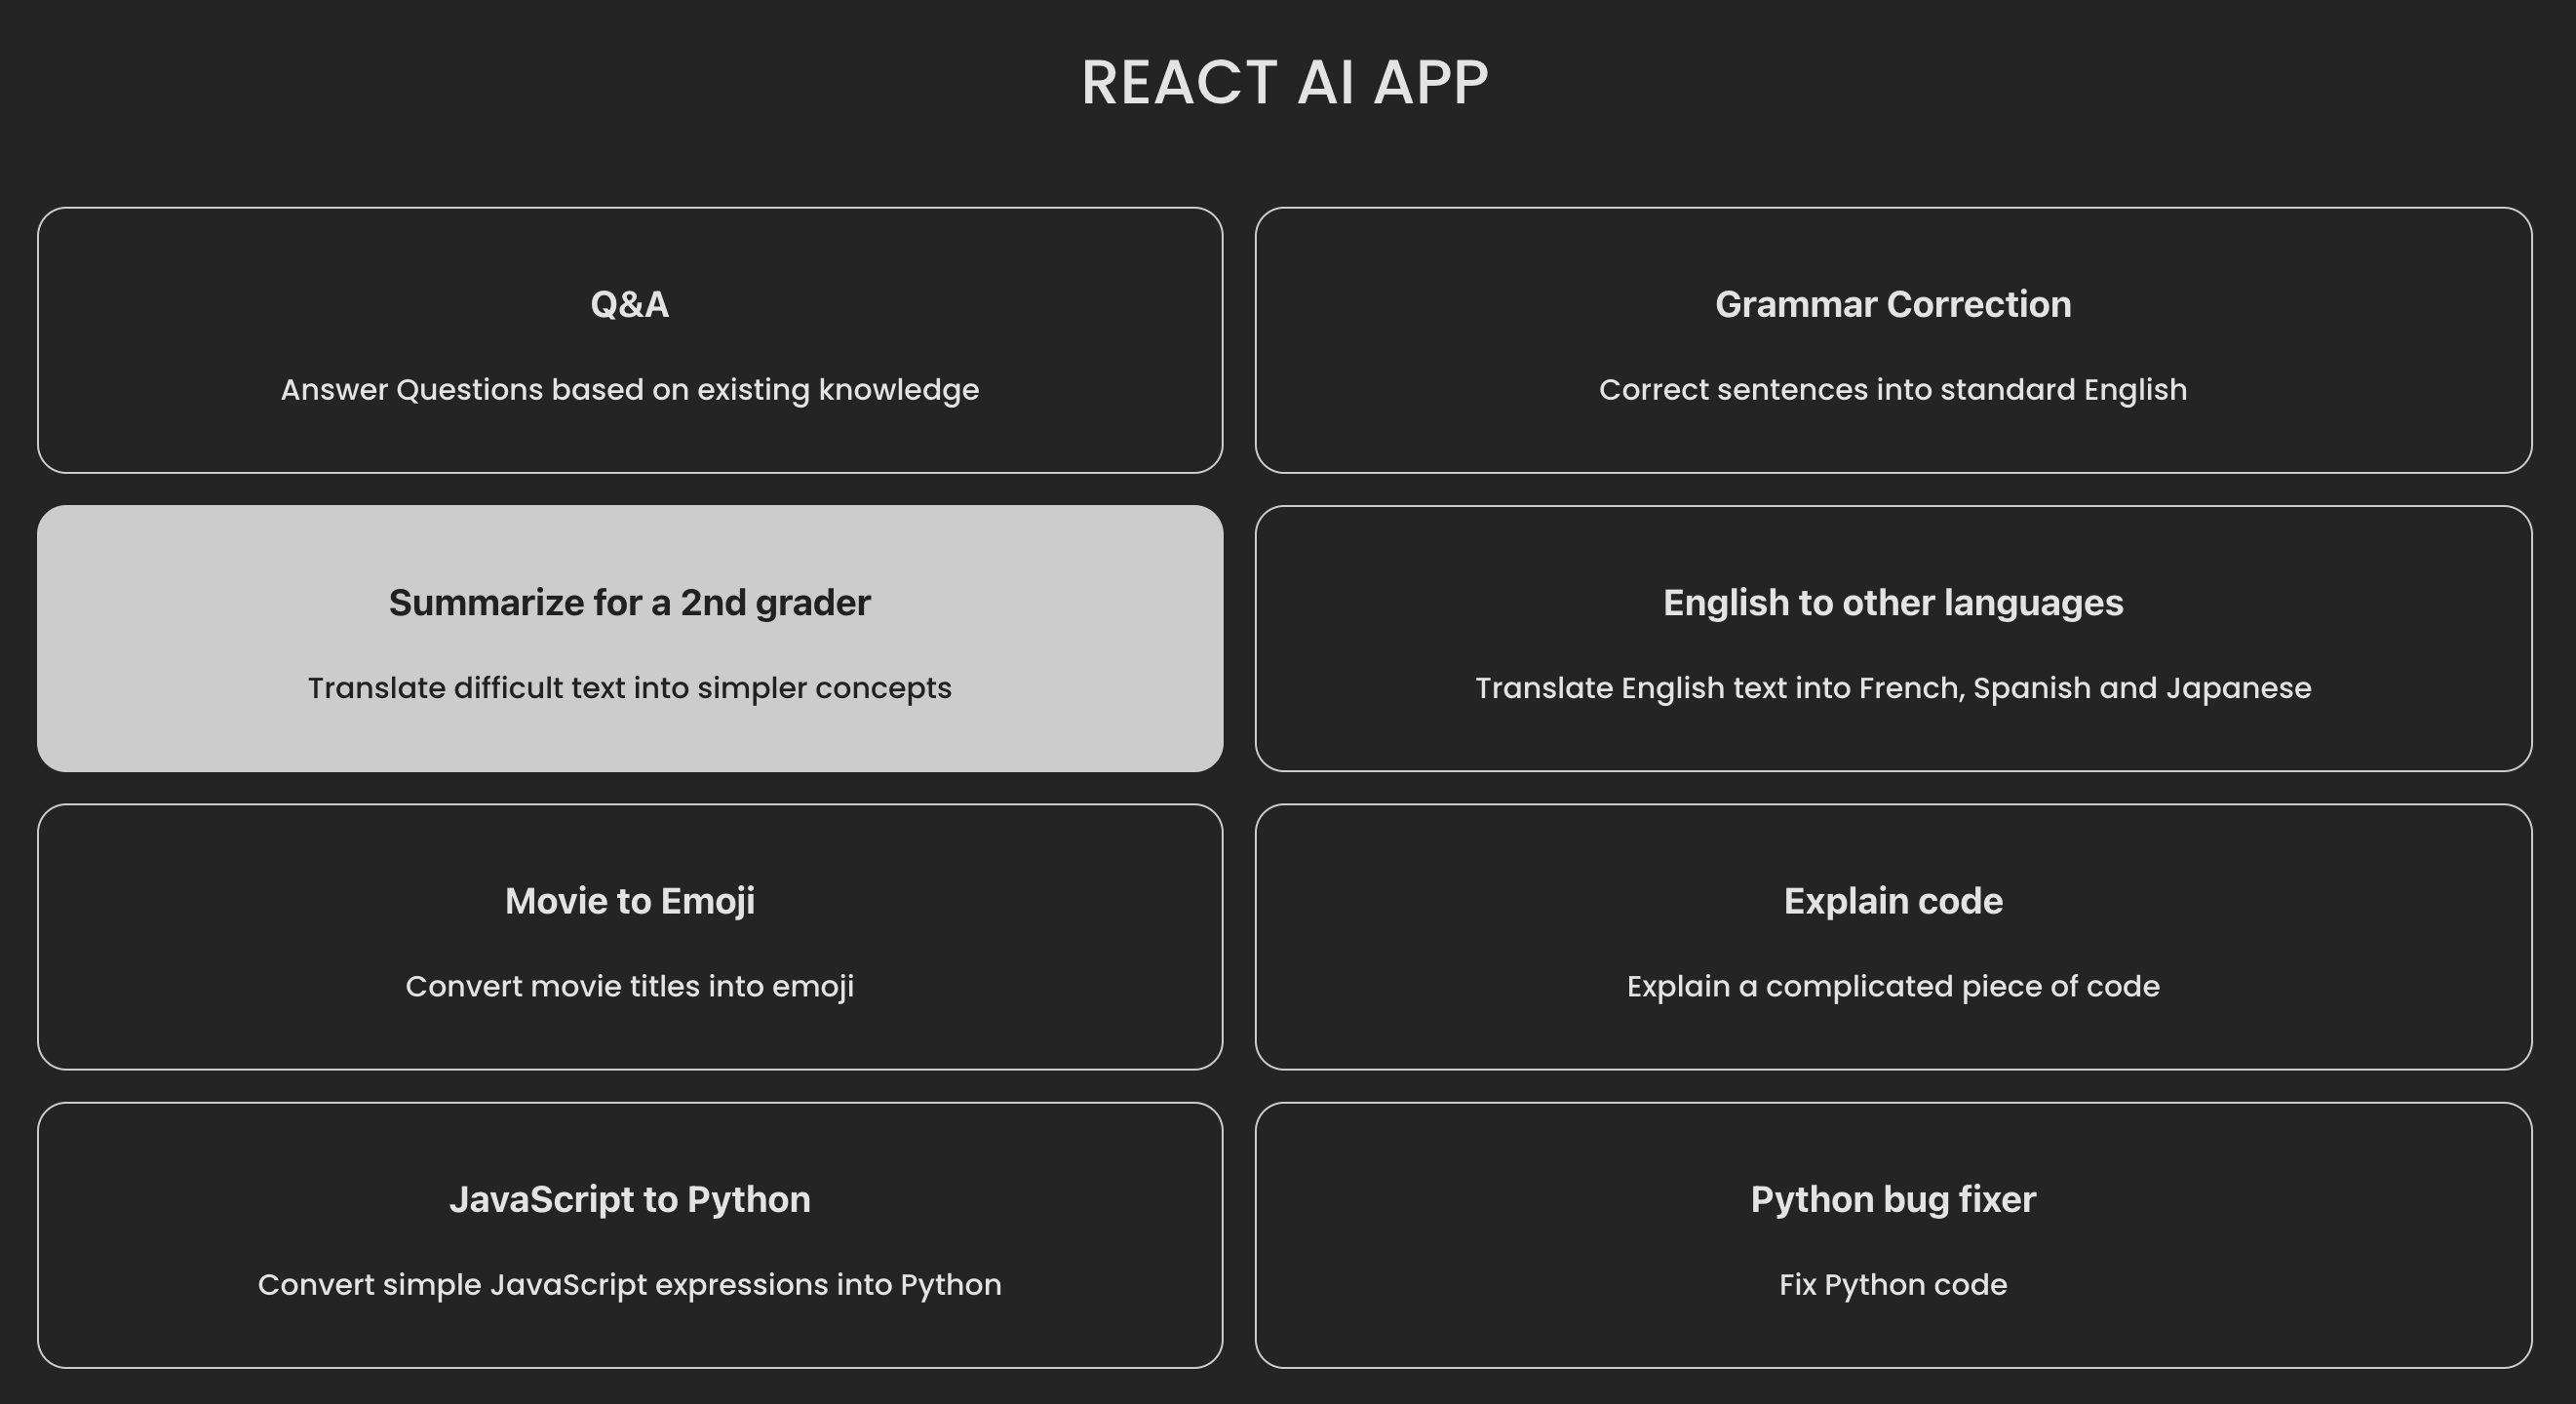 REACT AI APP
Q&A
Answer Questions based on existing knowledge
Grammar Correction
Correct sentences into standard English
Summarize for a 2nd grader
Translate difficult text into simpler concepts
English to other languages
Translate English text into French, Spanish and Japanese
Movie to Emoji
Convert movie titles into emoji
Explain code
Explain a complicated piece of code
JavaScript to Python
Convert simple JavaScript expressions into Python
Python bug fixer
Fix Python code